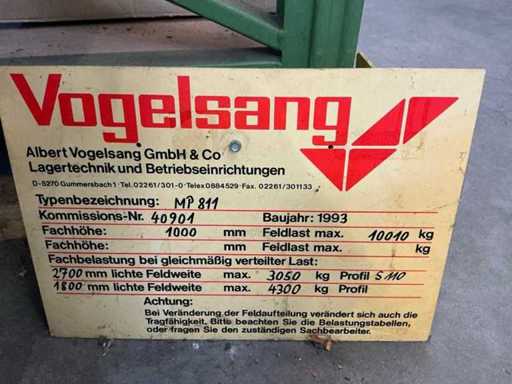 Vogelsang
Albert Vogelsang GmbH & Co
Lagertechnik und Betriebseinrichtungen
D-5270 Gummersbach 1 · Tel. 02261/301-0 · Telex 0884529 · Fax. 02261/301133
Typenbezeichnung: MP 811
Kommissions-Nr. 40901 Baujahr: 1993
Fachhöhe: 1000 mm Feldlast max. 10010 kg
Fachhöhe: mm Feldlast max. kg
Fachbelastung bei gleichmäßig verteilter Last:
2700 mm lichte Feldweite max. 3050 kg Profil S 110
1800 mm lichte Feldweite max. 4300 kg Profil
Achtung:
Bei Veränderung der Feldaufteilung verändert sich auch die
Tragfähigkeit. Bitte beachten Sie die Belastungstabellen,
oder fragen Sie den zuständigen Sachbearbeiter.